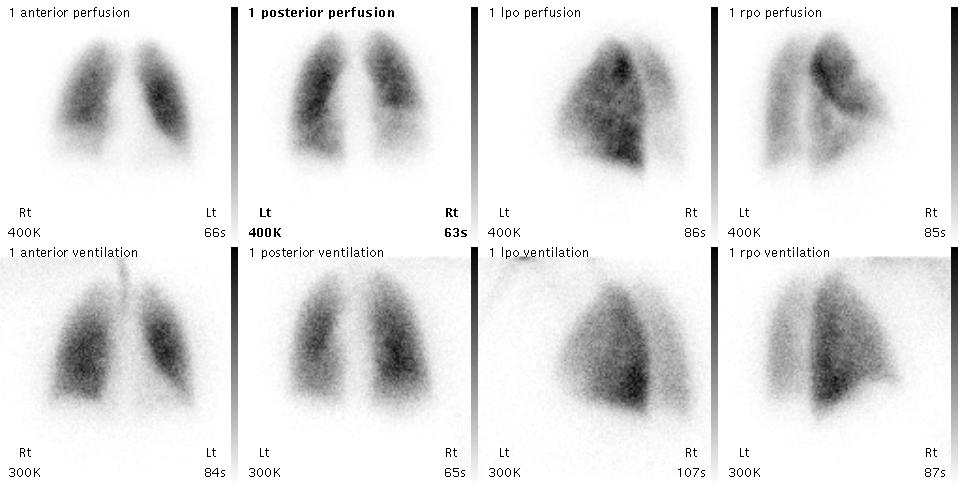 1 anterior perfusion
Rt Lt
400K 66s
1 posterior perfusion
Lt Rt
400K 63s
1 lpo perfusion
Lt Rt
400K 86s
1 rpo perfusion
Lt Rt
400K 85s
1 anterior ventilation
Rt Lt
300K 84s
1 posterior ventilation
Lt Rt
300K 65s
1 lpo ventilation
Lt Rt
300K 107s
1 rpo ventilation
Lt Rt
300K 87s